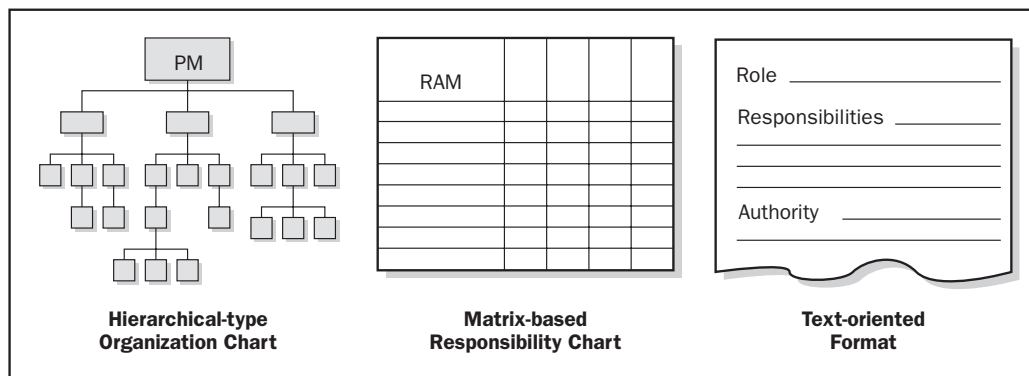 PM
Hierarchical-type
Organization Chart
RAM
Matrix-based
Responsibility Chart
Role
Responsibilities
Authority
Text-oriented
Format